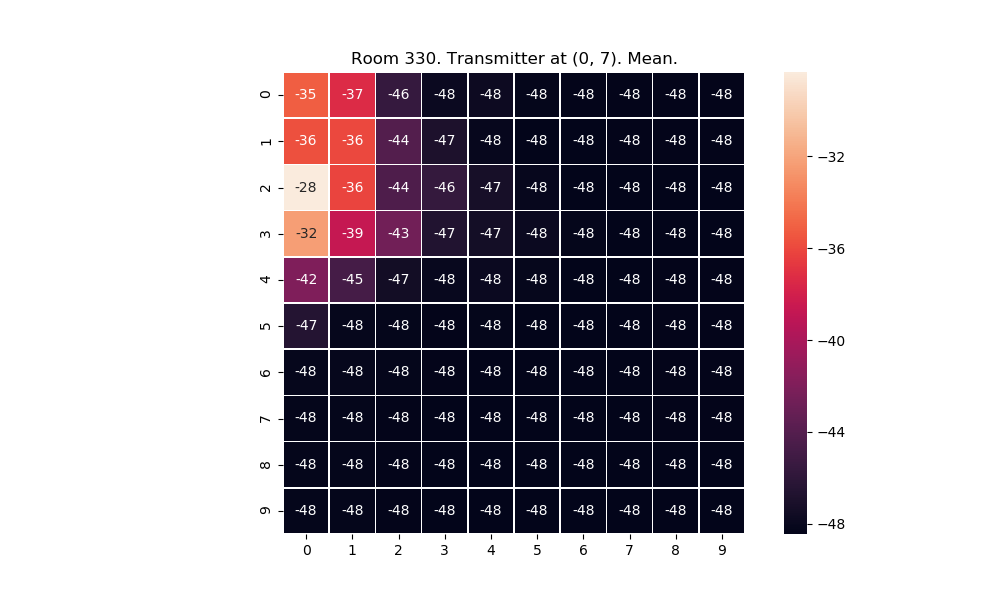 Room 330. Transmitter at (0, 7). Mean.
0 -35 -37 -46 -48 -48 -48 -48 -48 -48 -48
1 -36 -36 -44 -47 -48 -48 -48 -48 -48 -48
−32
2 -28 -36 -44 -46 -47 -48 -48 -48 -48 -48
3 -32 -39 -43 -47 -47 -48 -48 -48 -48 -48
−36
4 -42 -45 -47 -48 -48 -48 -48 -48 -48 -48
5 -47 -48 -48 -48 -48 -48 -48 -48 -48 -48
−40
6 -48 -48 -48 -48 -48 -48 -48 -48 -48 -48
7 -48 -48 -48 -48 -48 -48 -48 -48 -48 -48
−44
8 -48 -48 -48 -48 -48 -48 -48 -48 -48 -48
9 -48 -48 -48 -48 -48 -48 -48 -48 -48 -48
−48
0 1 2 3 4 5 6 7 8 9